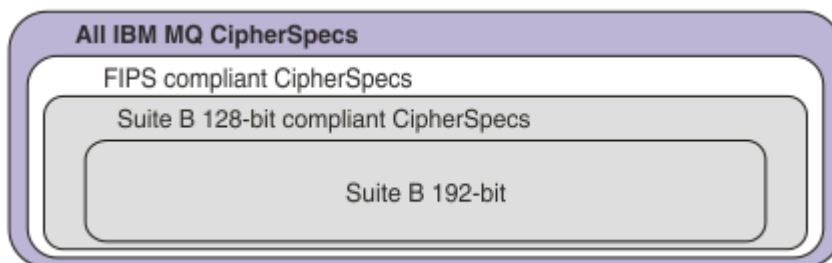 All IBM MQ CipherSpecs
FIPS compliant CipherSpecs
Suite B 128-bit compliant CipherSpecs
Suite B 192-bit